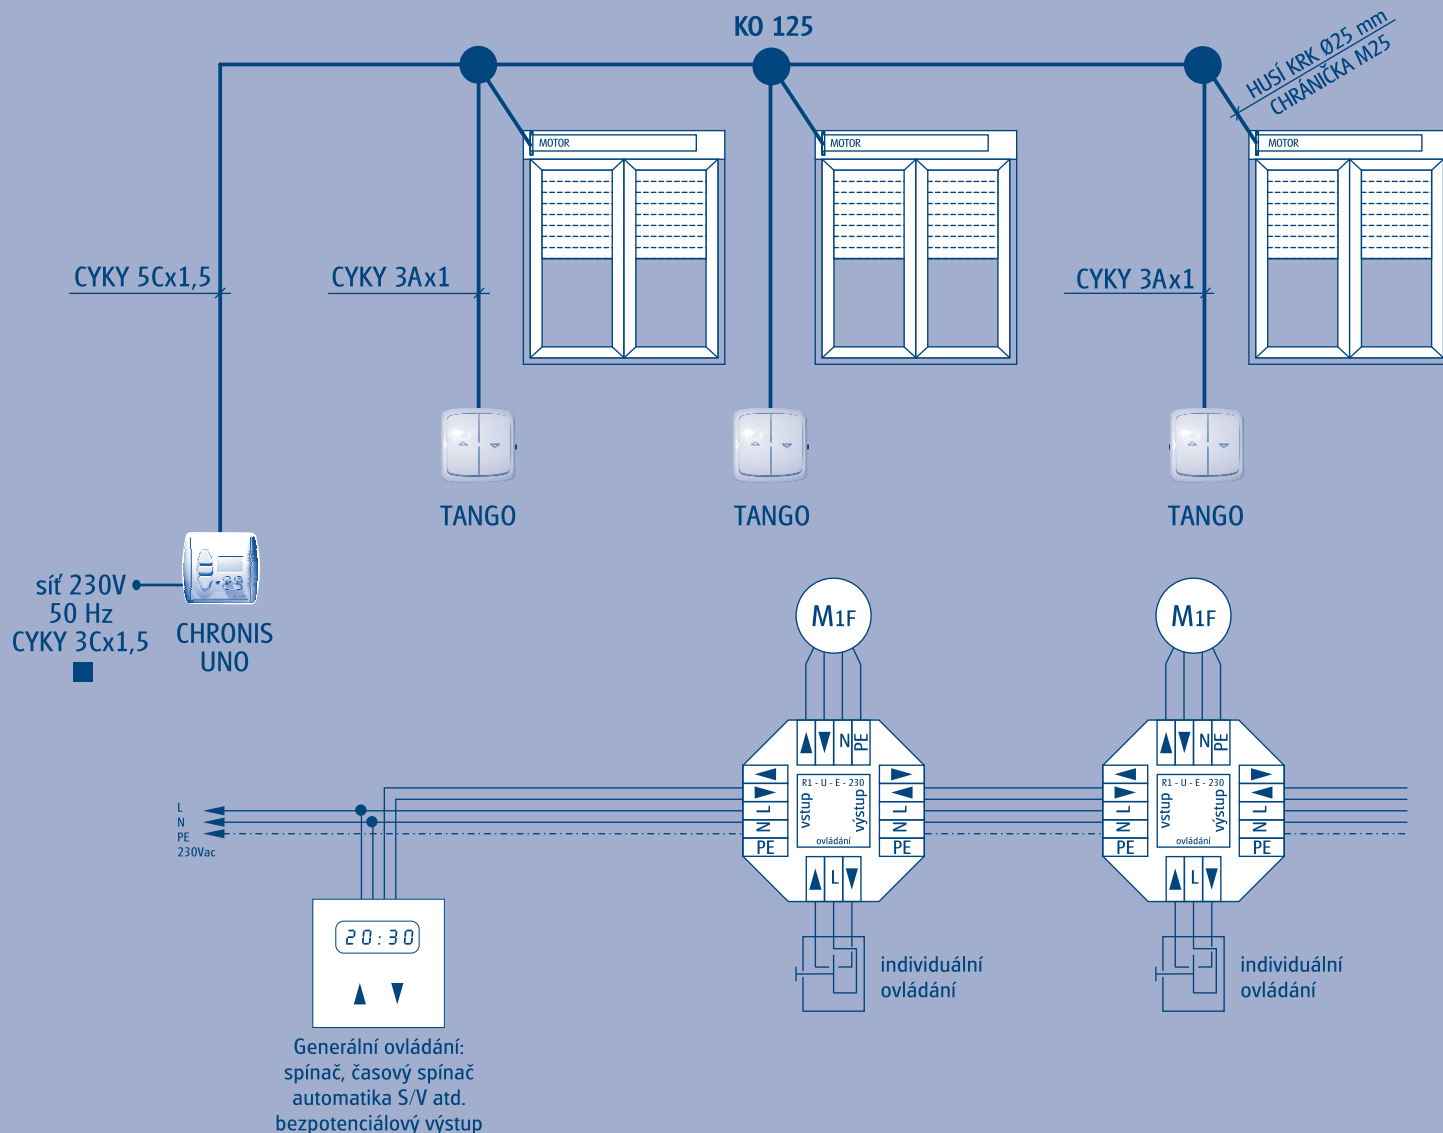 KO 125
HUSÍ KRK Ø25 mm
CHRÁNIČKA M25
MOTOR
MOTOR
MOTOR
CYKY 5Cx1,5
CYKY 3Ax1
CYKY 3Ax1
TANGO
TANGO
TANGO
síť 230V
50 Hz
CYKY 3Cx1,5
CHRONIS
UNO
M1F
M1F
N PE
N PE
R1 - U - E - 230
R1 - U - E - 230
vstup
výstup
vstup
výstup
L
L
L
L
N
N
N
N
PE
PE
PE
PE
ovládání
ovládání
L
N
PE
230Vac
L
L
20:30
individuální
ovládání
individuální
ovládání
Generální ovládání:
spínač, časový spínač
automatika S/V atd.
bezpotenciálový výstup